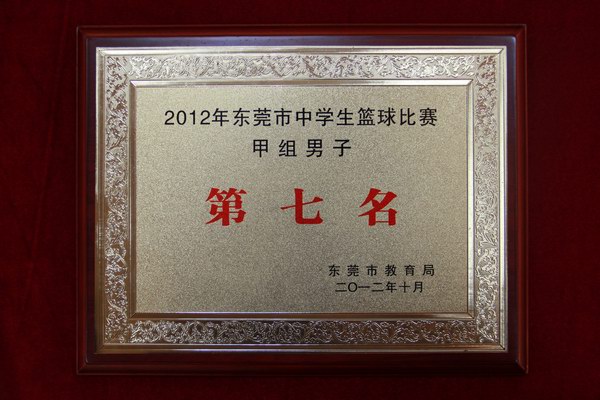 2012年东莞市中学生篮球比赛
甲组男子
第七名
东莞市教育局
二〇一二年十月